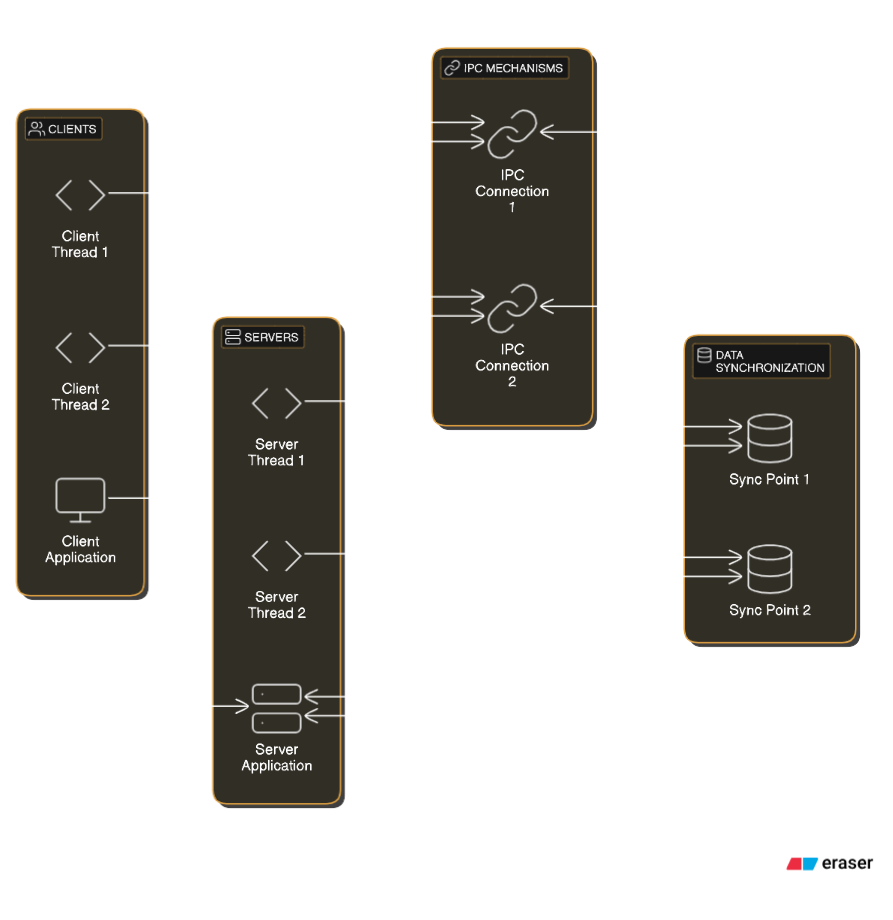 CLIENTS
Client
Thread 1
Client
Thread 2
Client
Application
SERVERS
Server
Thread 1
Server
Thread 2
Server
Application
IPC MECHANISMS
IPC
Connection
1
IPC
Connection
2
DATA
SYNCHRONIZATION
Sync Point 1
Sync Point 2
eraser